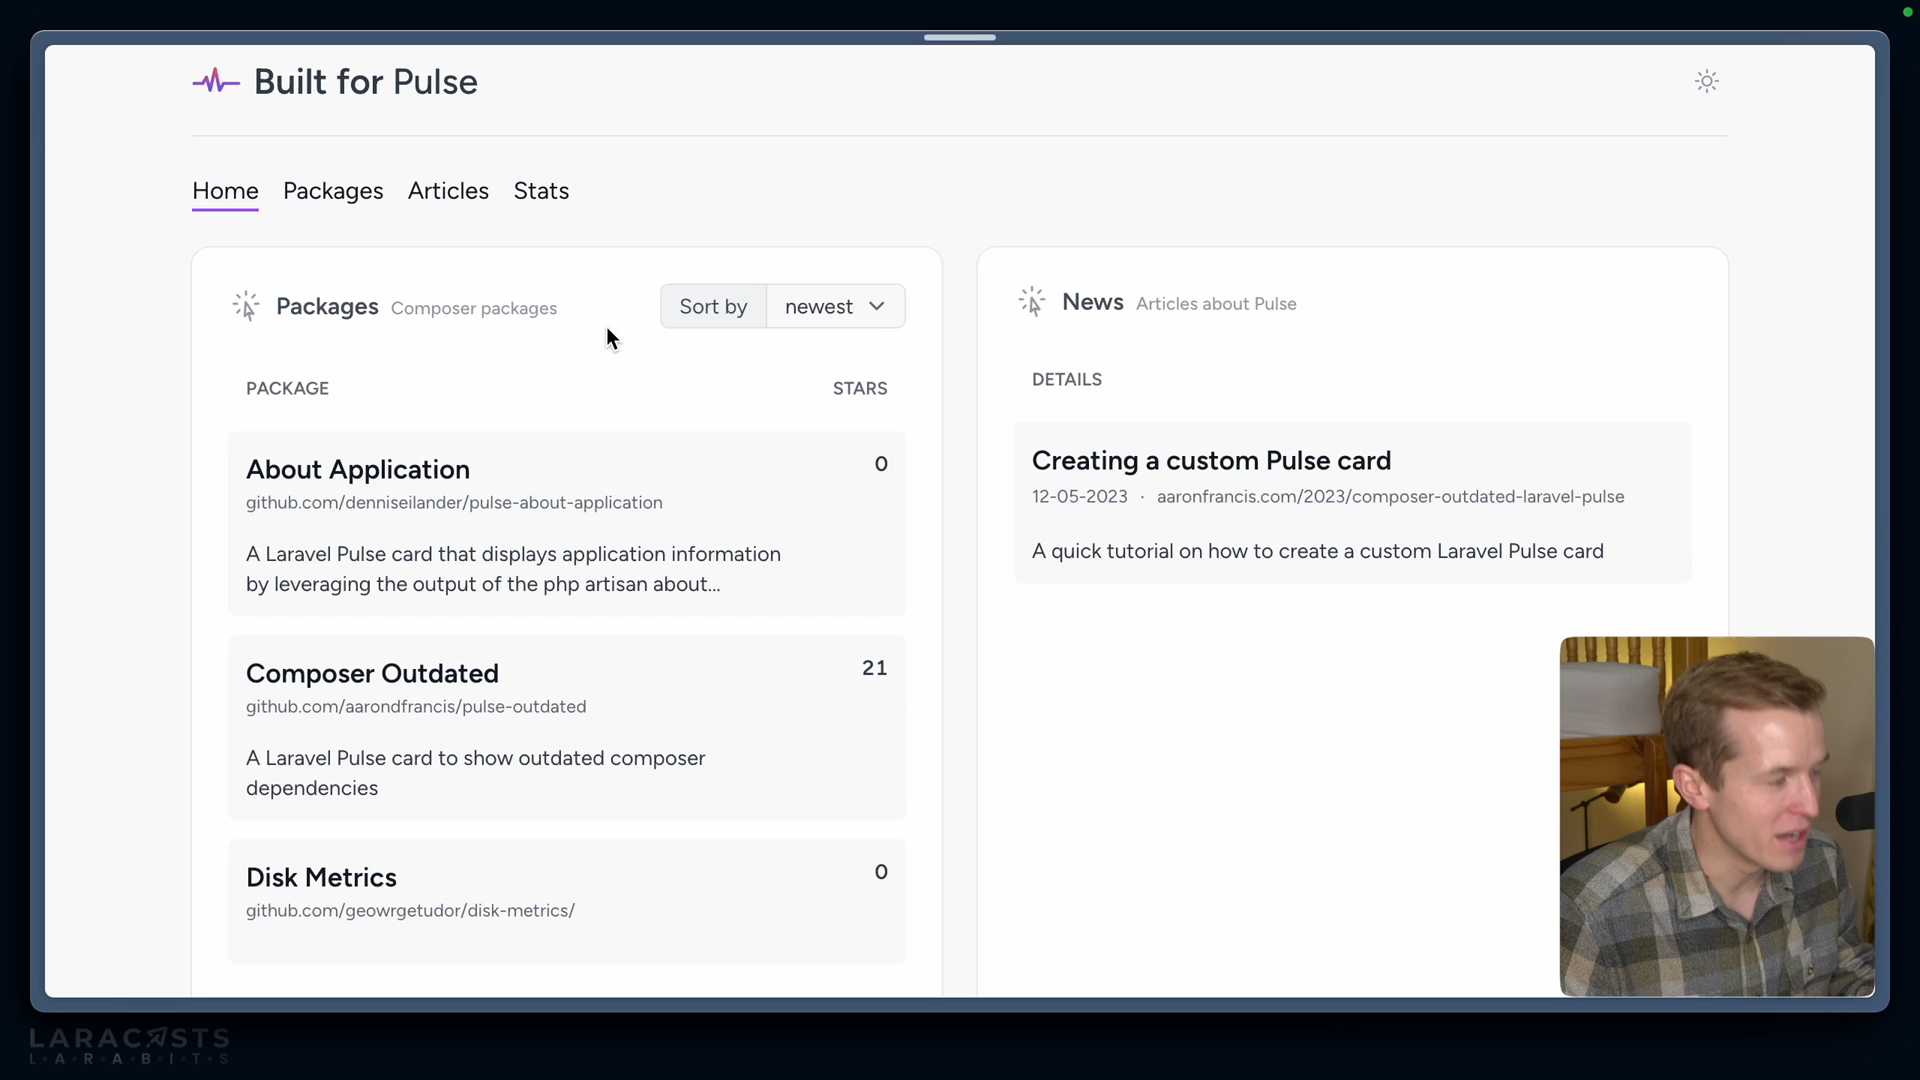 Built for Pulse
Home Packages Articles Stats
Packages Composer packages
Sort by newest
PACKAGE STARS
About Application 0
github.com/denniseilander/pulse-about-application
A Laravel Pulse card that displays application information
by leveraging the output of the php artisan about...
Composer Outdated 21
github.com/aarondfrancis/pulse-outdated
A Laravel Pulse card to show outdated composer
dependencies
Disk Metrics 0
github.com/geowrgetudor/disk-metrics/
News Articles about Pulse
DETAILS
Creating a custom Pulse card
12-05-2023 · aaronfrancis.com/2023/composer-outdated-laravel-pulse
A quick tutorial on how to create a custom Laravel Pulse card
LARACASTS
L·A·R·A·B·I·T·S